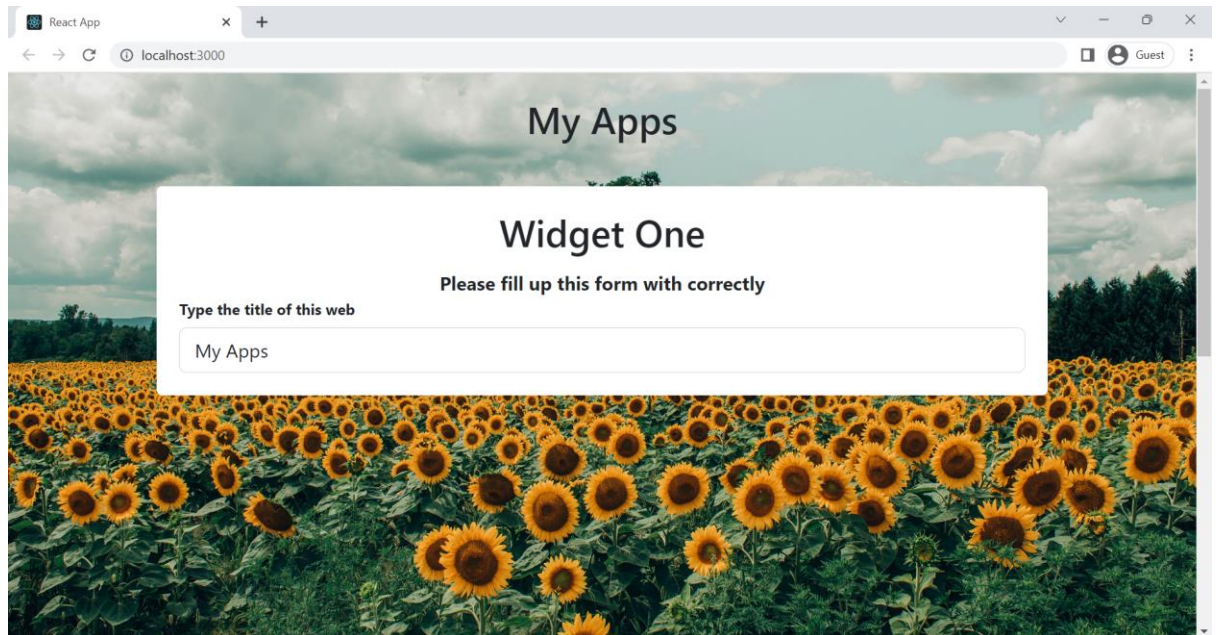 React App
localhost:3000
Guest
My Apps
Widget One
Please fill up this form with correctly
Type the title of this web
My Apps